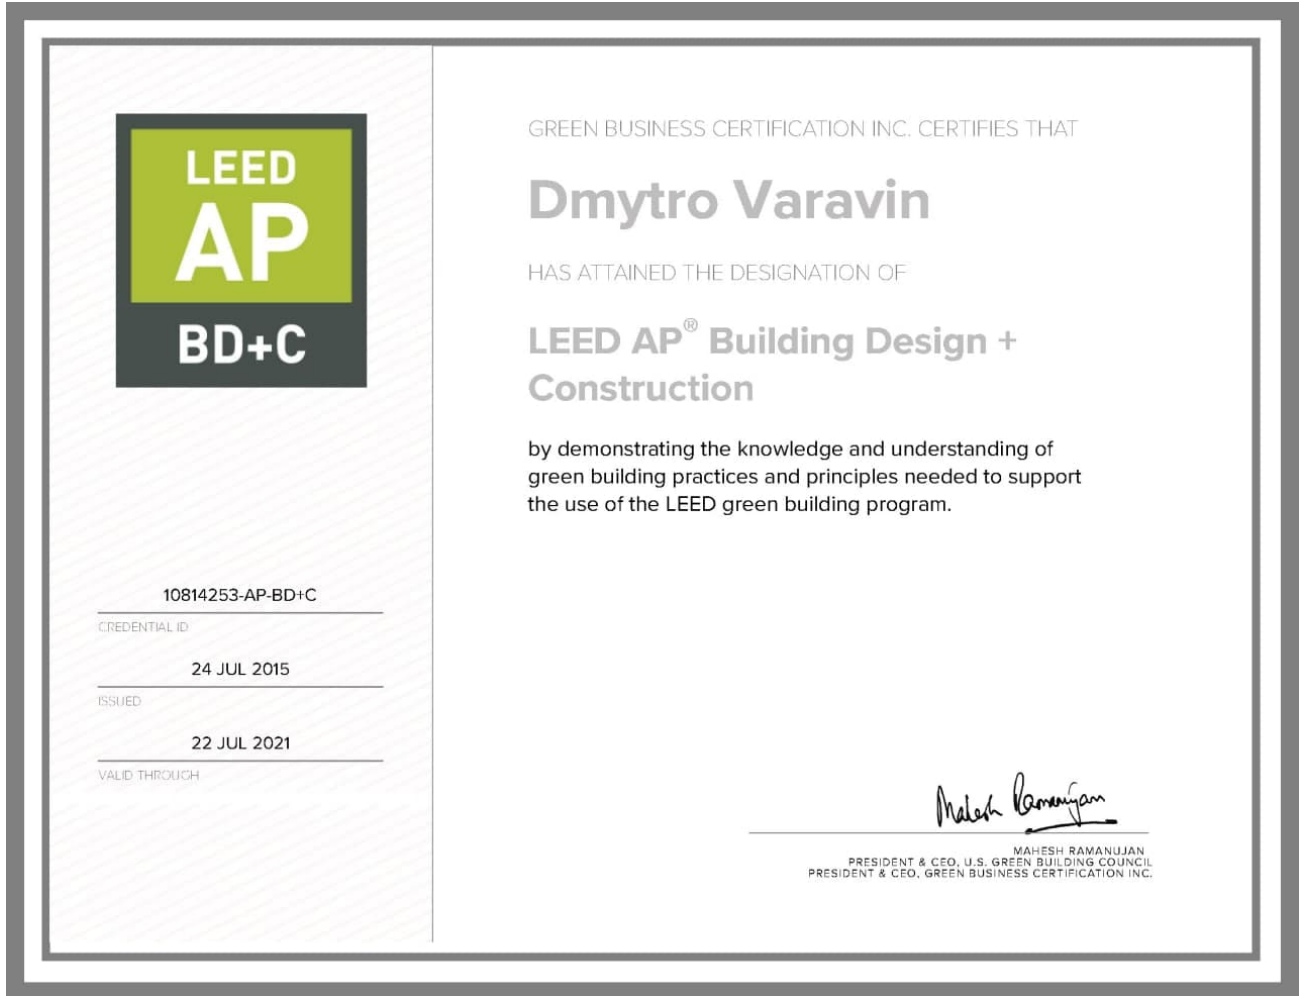 LEED
AP
BD+C
10814253-AP-BD+C
CREDENTIAL ID
24 JUL 2015
ISSUED
22 JUL 2021
VALID THROUGH
GREEN BUSINESS CERTIFICATION INC. CERTIFIES THAT
Dmytro Varavin
HAS ATTAINED THE DESIGNATION OF
LEED AP® Building Design +
Construction
by demonstrating the knowledge and understanding of
green building practices and principles needed to support
the use of the LEED green building program.
Mahesh Ramanujan
MAHESH RAMANUJAN
PRESIDENT & CEO, U.S. GREEN BUILDING COUNCIL
PRESIDENT & CEO, GREEN BUSINESS CERTIFICATION INC.